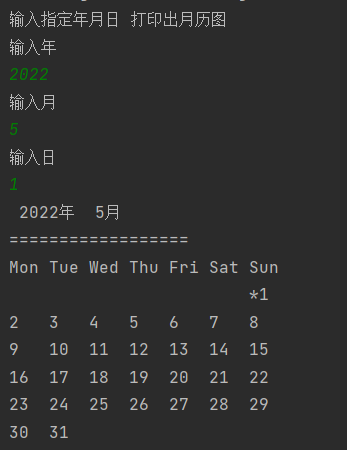 输入指定年月日 打印出月历图
输入年
2022
输入月
5
输入日
1
2022年  5月
==================
Mon Tue Wed Thu Fri Sat Sun
                        *1
2   3   4   5   6   7   8
9   10  11  12  13  14  15
16  17  18  19  20  21  22
23  24  25  26  27  28  29
30  31